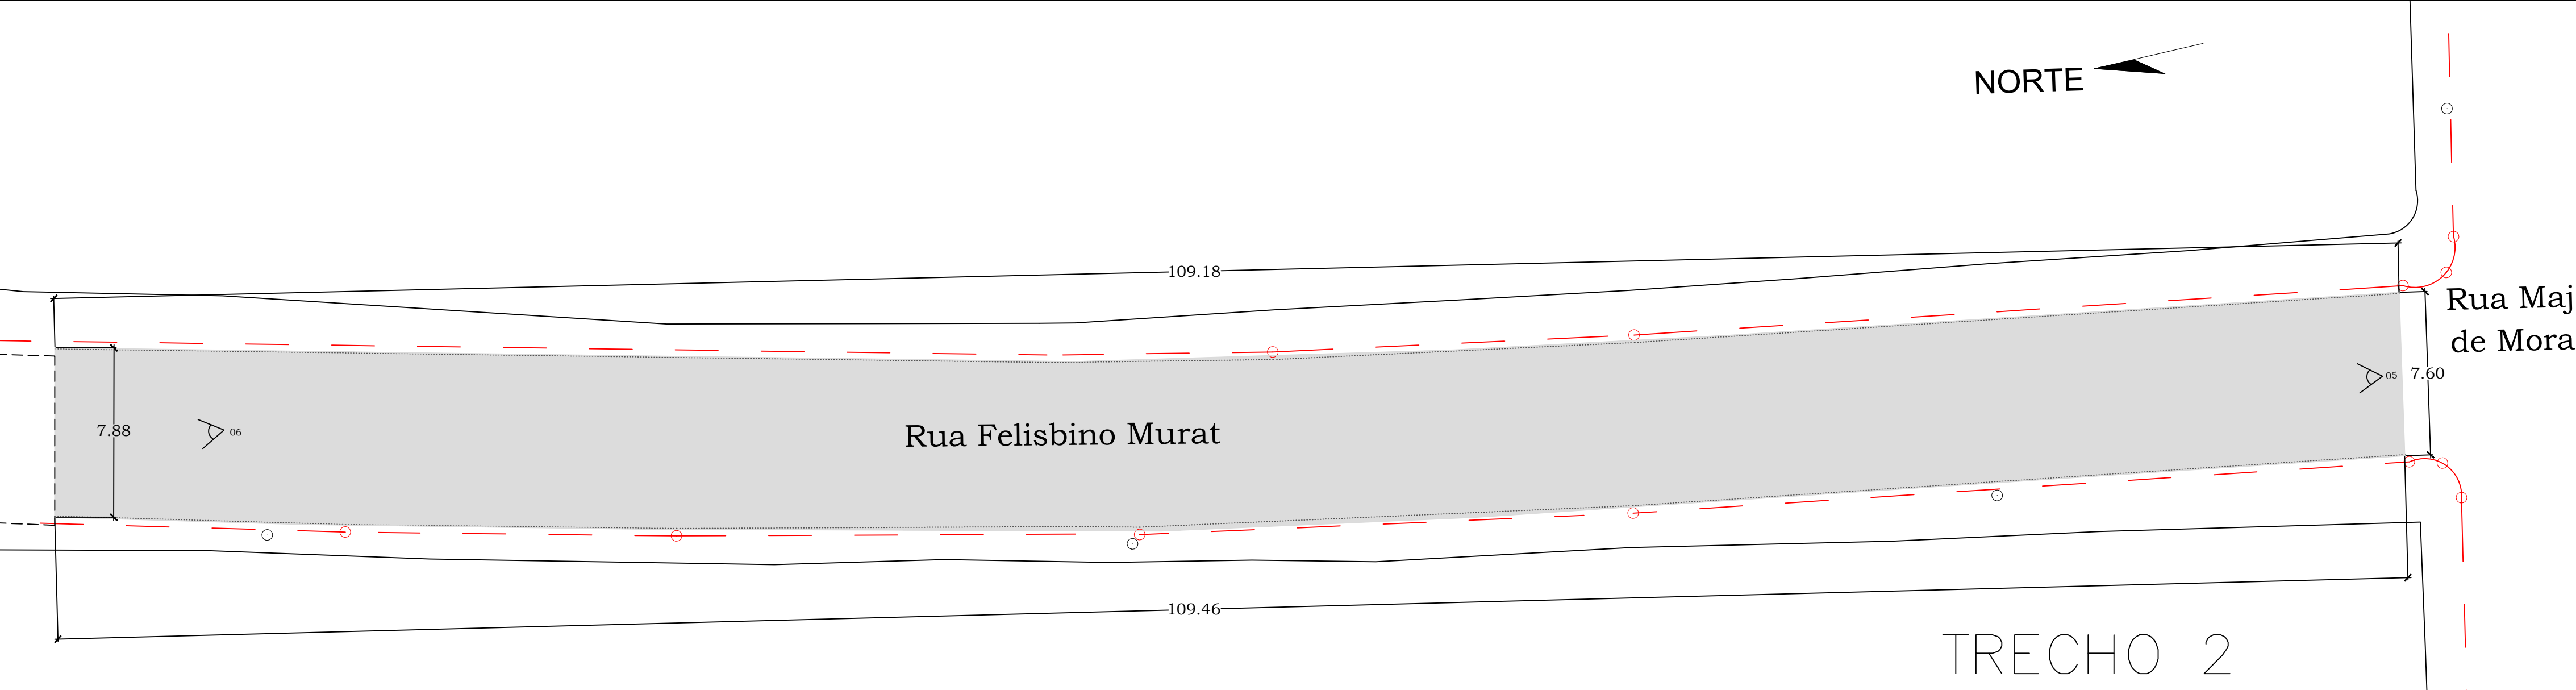 NORTE
109.18
Rua Maj
de Mora
7.60
05
7.88
06
Rua Felisbino Murat
109.46
TRECHO 2